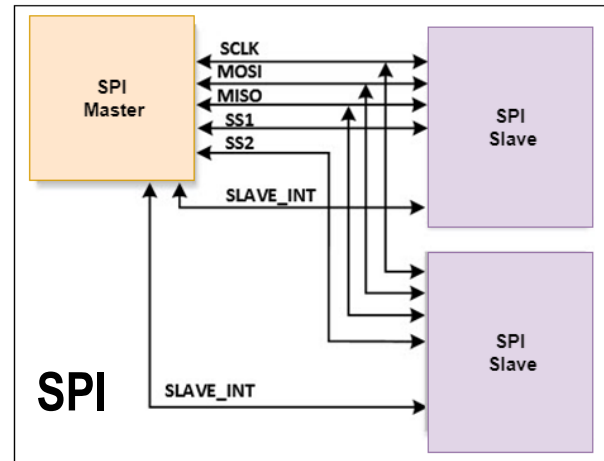 SPI
Master
SCLK
MOSI
MISO
SS1
SS2
SLAVE_INT
SPI
Slave
SPI
Slave
SPI
SLAVE_INT